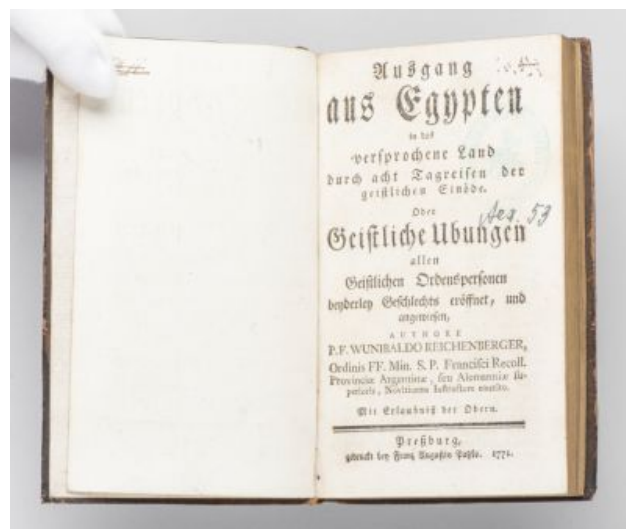 Ausgang
aus Egypten
in das
versprochene Land
durch acht Tagreisen der
geistlichen Einöde.
Oder
Geistliche Ubungen
allen
Geistlichen Ordenspersonen
beyderley Geschlechts eröffnet, und
angewiesen,
AUTHORE
P. F. WUNIBALDO REICHENBERGER,
Ordinis FF. Min. S. P. Francisci Recoll.
Provinciæ Argentinæ, seu Alemanniæ su-
perioris, Novitiorum Instructore
Mit Erlaubniß der Obern.
Preßburg,
gedruckt bey Franz Augustin Patzko. 1771.
53